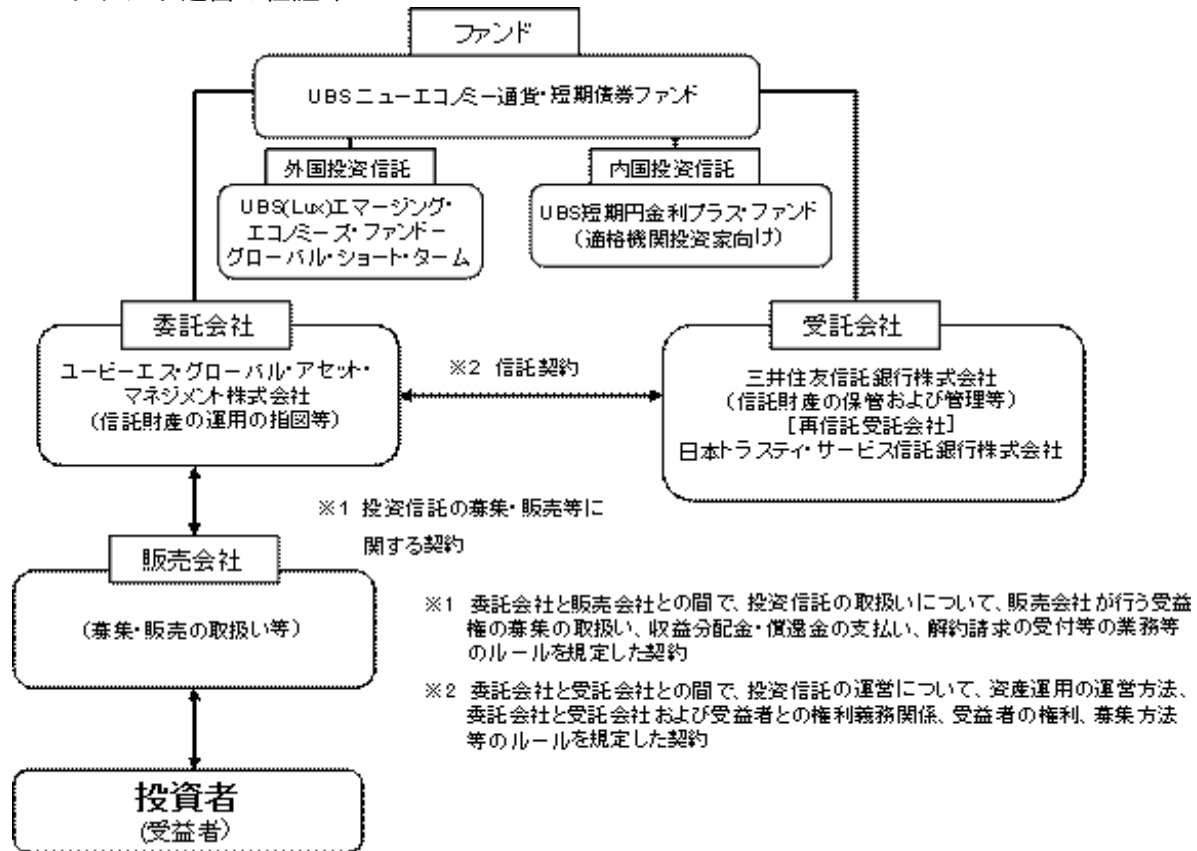 ファンド
UBSニューエコノミー通貨・短期債券ファンド
外国投資信託
内国投資信託
UBS(Lux)エマージング・
エコノミーズ・ファンドー
グローバル・ショート・ターム
UBS短期円金利プラス・ファンド
(適格機関投資家向け)
委託会社
受託会社
ユービーエス・グローバル・アセット・
マネジメント株式会社
(信託財産の運用の指図等)
※2 信託契約
三井住友信託銀行株式会社
(信託財産の保管および管理等)
[再信託受託会社]
日本トラスティ・サービス信託銀行株式会社
※1 投資信託の募集・販売等に
関する契約
販売会社
(募集・販売の取扱い等)
※1 委託会社と販売会社との間で、投資信託の取扱いについて、販売会社が行う受益
権の募集の取扱い、収益分配金・償還金の支払い、解約請求の受付等の業務等
のルールを規定した契約
※2 委託会社と受託会社との間で、投資信託の運営について、資産運用の運営方法、
委託会社と受託会社および受益者との権利義務関係、受益者の権利、募集方法
等のルールを規定した契約
投資者
(受益者)